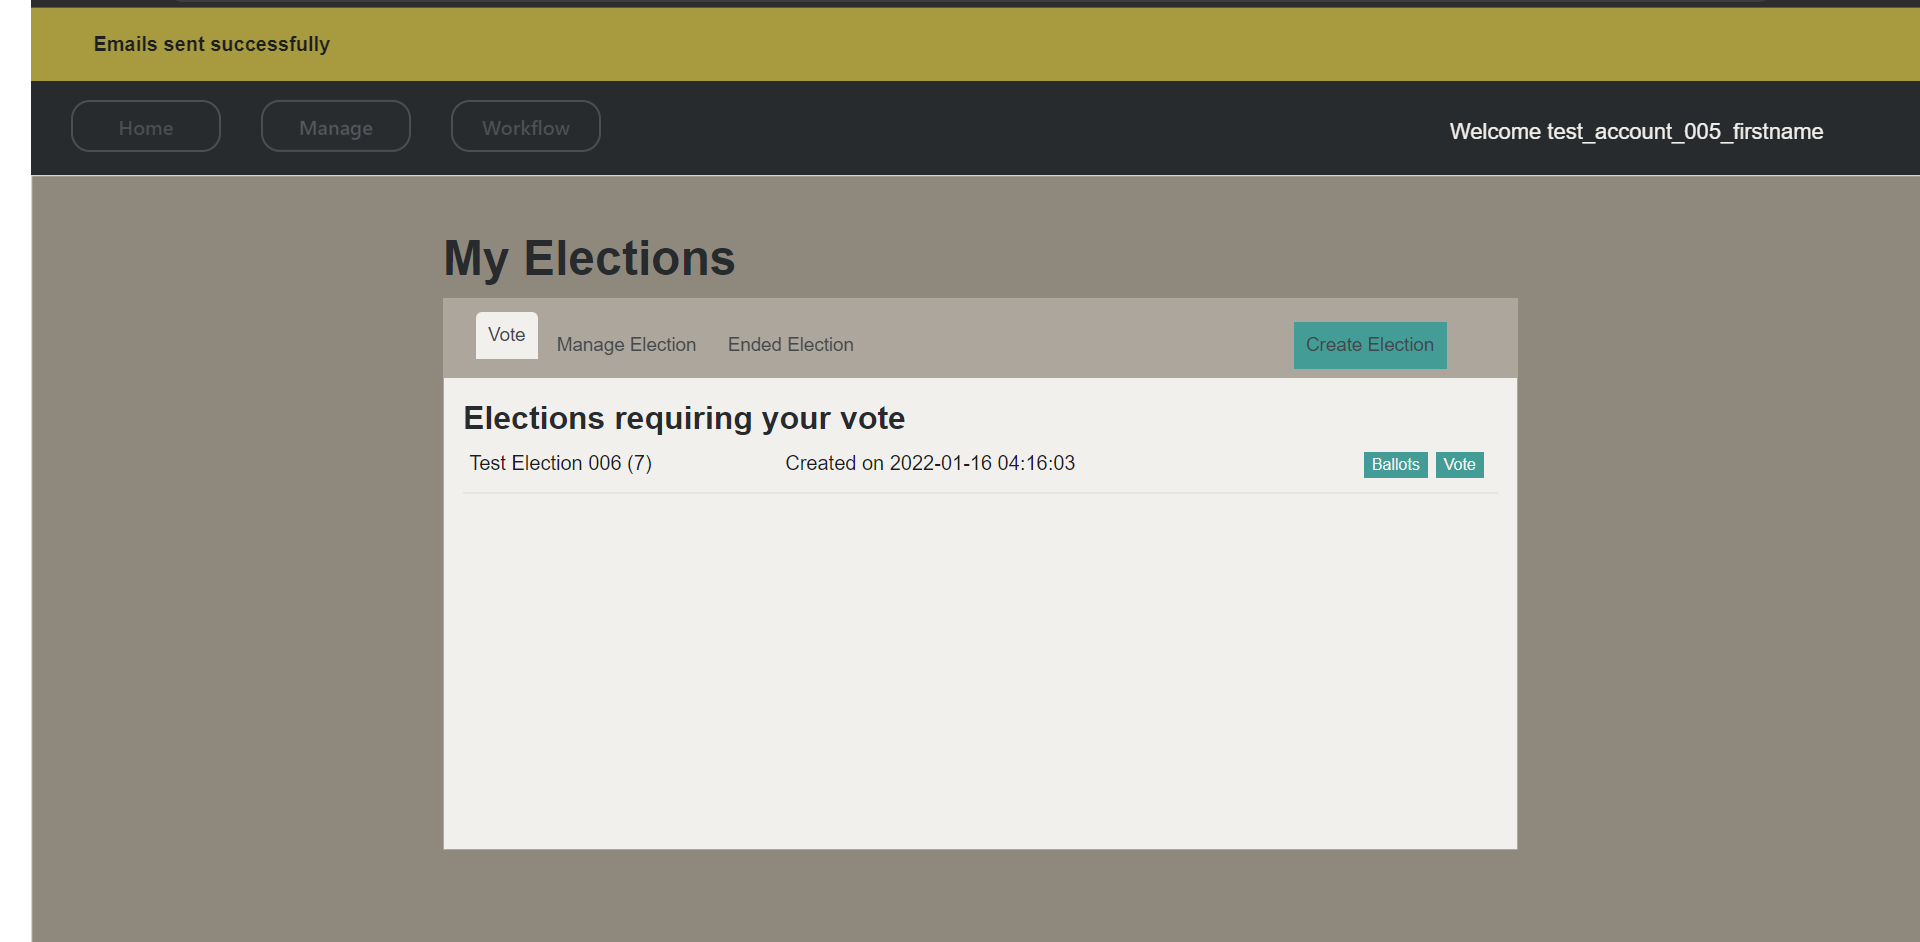 Emails sent successfully
Home Manage Workflow Welcome test_account_005_firstname
My Elections
Vote Manage Election Ended Election Create Election
Elections requiring your vote
Test Election 006 (7) Created on 2022-01-16 04:16:03 Ballots Vote